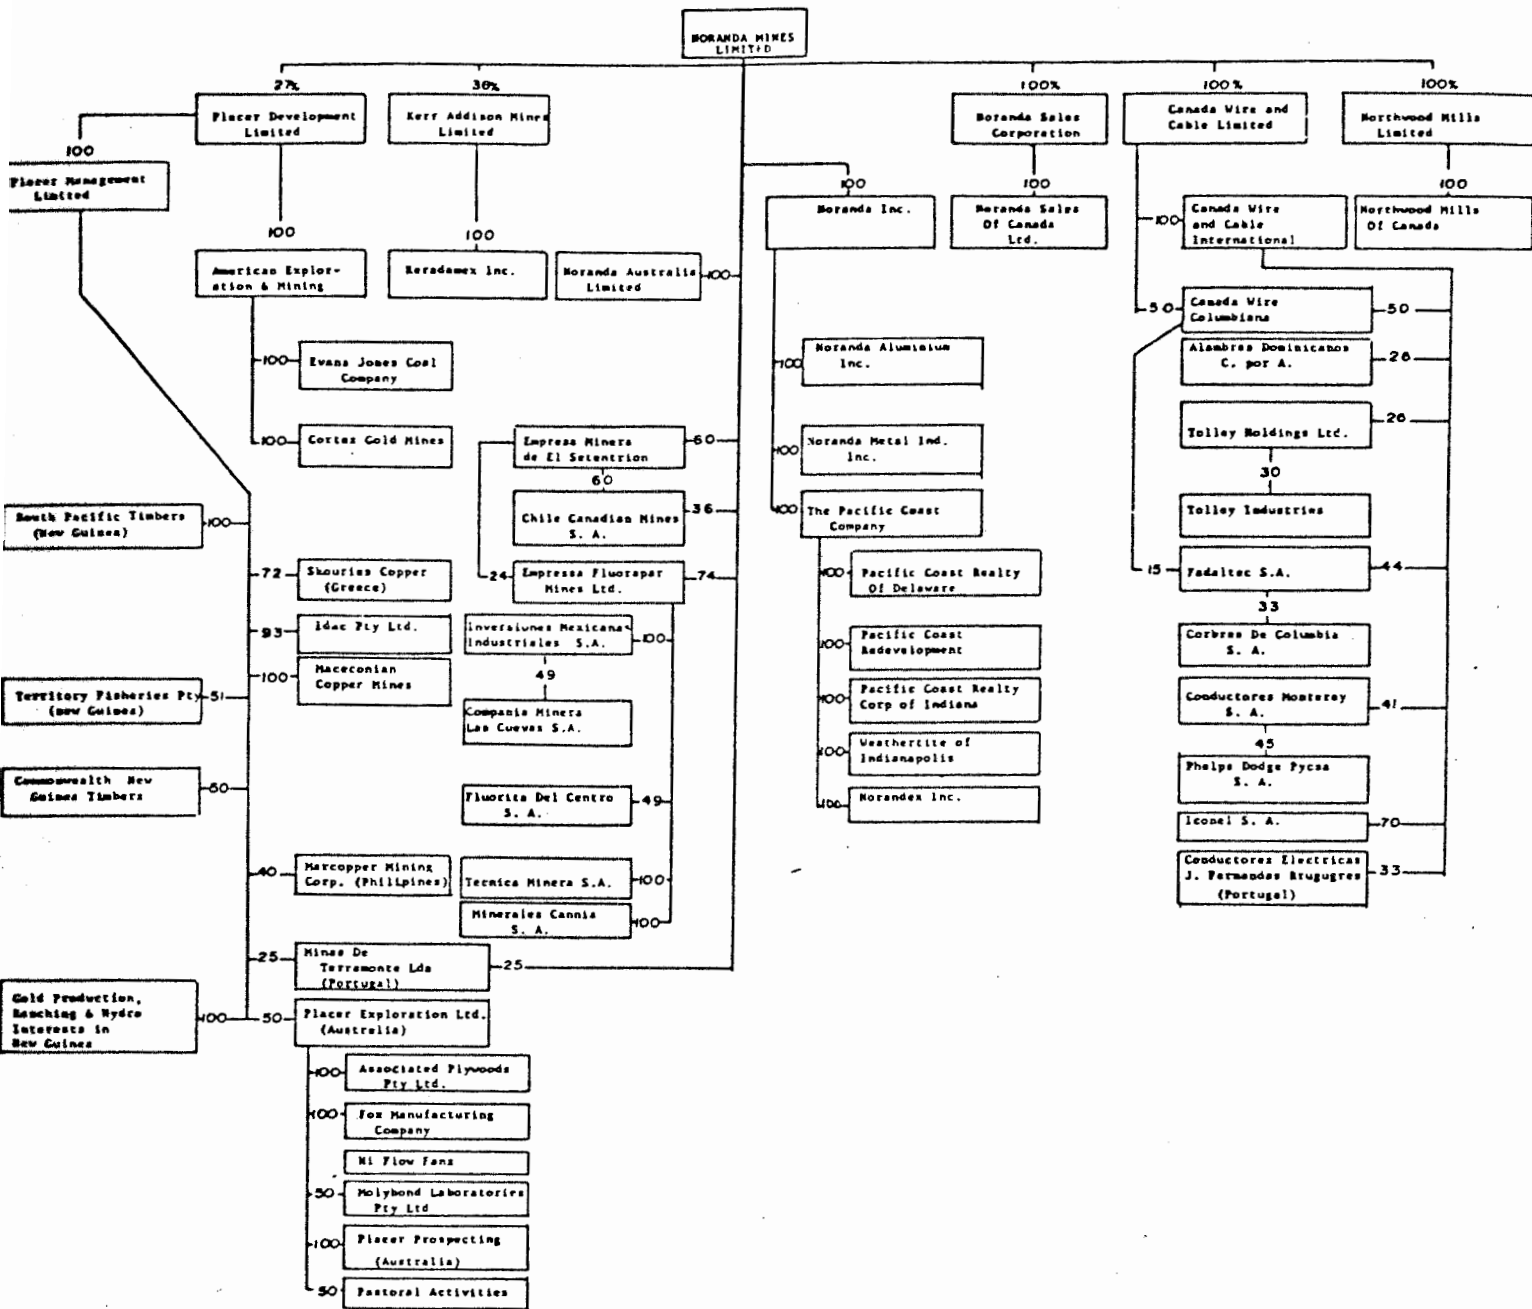 NORANDA MINES
LIMITED
27%
Placer Development
Limited
38%
Kerr Addison Mines
Limited
100%
Noranda Sales
Corporation
100%
Canada Wire and
Cable Limited
100%
Northwood Mills
Limited
100
Placer Management
Limited
100
American Explor-
ation & Mining
100
Keradamex Inc.
Noranda Australia
Limited
100
100
Noranda Inc.
100
Noranda Sales
Of Canada
Ltd.
100
Canada Wire
and Cable
International
100
Northwood Mills
Of Canada
100
Evans Jones Coal
Company
100
Cortez Gold Mines
100
Noranda Aluminium
Inc.
100
Noranda Metal Ind.
Inc.
100
The Pacific Coast
Company
100
Pacific Coast Realty
Of Delaware
100
Pacific Coast
Redevelopment
100
Pacific Coast Realty
Corp of Indiana
100
Weathertite of
Indianapolis
100
Norandex Inc.
50
Canada Wire
Columbiana
50
Alambres Dominicanos
C. por A.
26
Tolley Holdings Ltd.
26
30
Tolley Industries
15
Fadaltec S.A.
44
33
Corbres De Columbia
S. A.
Conductores Monterey
S. A.
41
45
Phelps Dodge Pycsa
S. A.
Iconel S. A.
70
Conductores Electricas
J. Fernandas
(Portugal)
33
Empresa Minera
de El Setentrion
60
60
Chile Canadian Mines
S. A.
36
24
Empressa Fluorspar
Mines Ltd.
74
Inversiones Mexicana
Industriales S.A.
100
49
Compania Minera
Las Cuevas S.A.
Fluorita Del Centro
S. A.
49
Tecnica Minera S.A.
100
Minerales Cannia
S. A.
100
South Pacific Timbers
(New Guinea)
100
72
Skouries Copper
(Greece)
93
Idac Pty Ltd.
100
Maceconian
Copper Mines
Territory Fisheries Pty
(New Guinea)
51
Commonwealth New
Guinea Timbers
50
40
Marcopper Mining
Corp. (Philipines)
25
Minas De
Terramonte Lda
(Portugal)
25
Gold Production,
Ranching & Hydro
Interests in
New Guinea
100
50
Placer Exploration Ltd.
(Australia)
100
Associated Plywoods
Pty Ltd.
100
Fox Manufacturing
Company
Hi Flow Fans
50
Molybond Laboratories
Pty Ltd
100
Placer Prospecting
(Australia)
50
Pastoral Activities